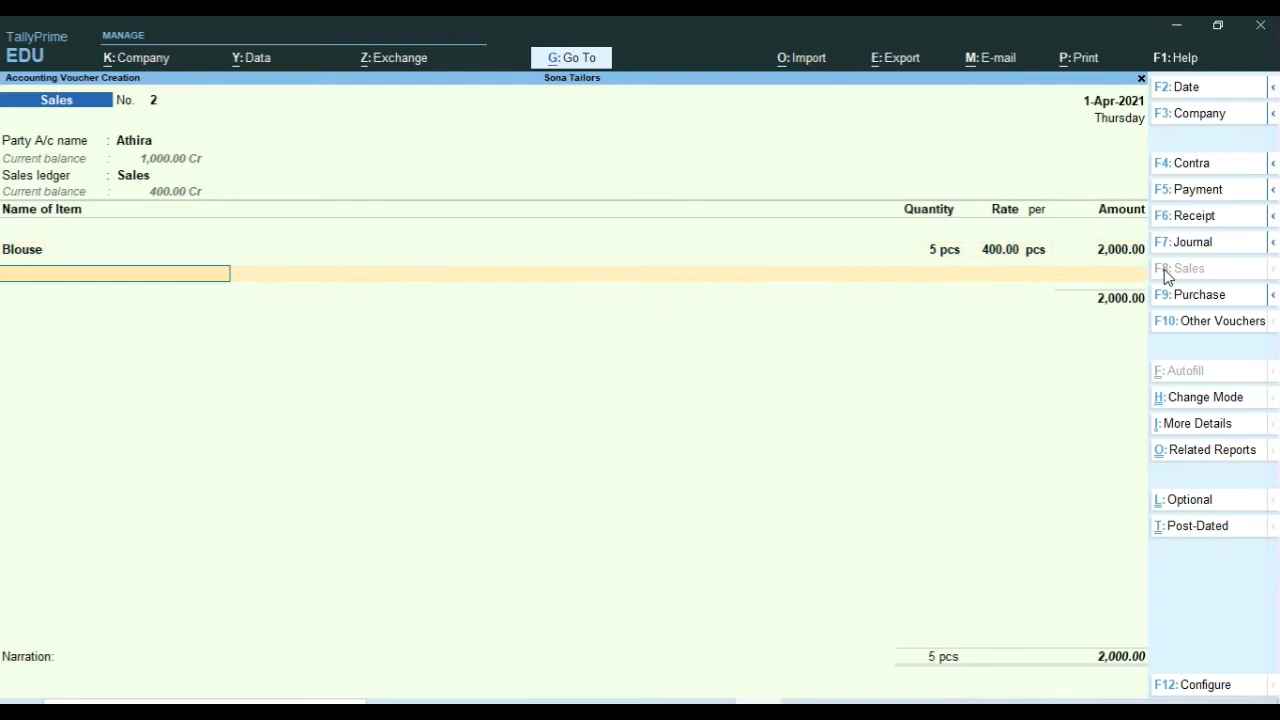 TallyPrime
EDU
MANAGE
K: Company Y: Data Z: Exchange G: Go To O: Import E: Export M: E-mail P: Print F1: Help
Accounting Voucher Creation Sona Tailors
Sales No. 2 1-Apr-2021
Thursday
Party A/c name : Athira
Current balance : 1,000.00 Cr
Sales ledger : Sales
Current balance : 400.00 Cr
Name of Item Quantity Rate per Amount
Blouse 5 pcs 400.00 pcs 2,000.00
2,000.00
Narration: 5 pcs 2,000.00
F2: Date
F3: Company
F4: Contra
F5: Payment
F6: Receipt
F7: Journal
F8: Sales
F9: Purchase
F10: Other Vouchers
F: Autofill
H: Change Mode
I: More Details
O: Related Reports
L: Optional
T: Post-Dated
F12: Configure